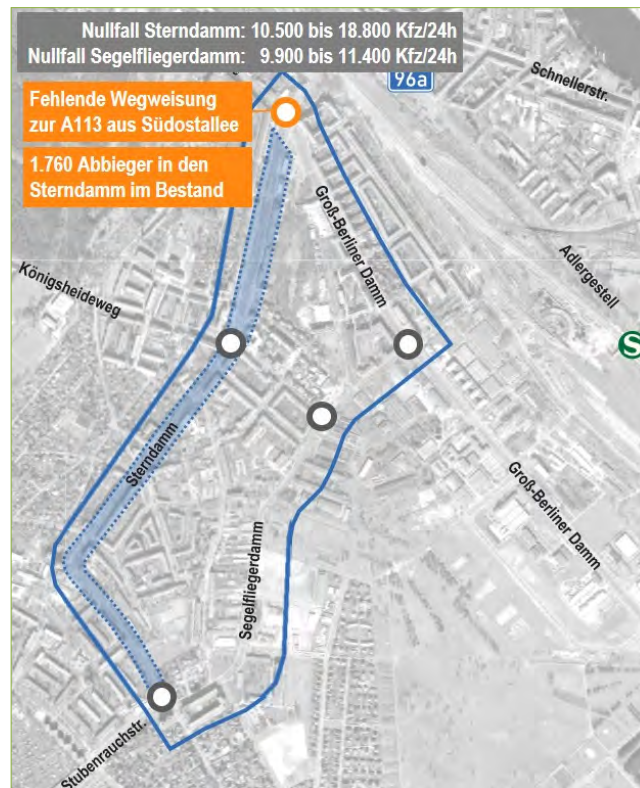 Nullfall Sterndamm: 10.500 bis 18.800 Kfz/24h
Nullfall Segelfliegerdamm: 9.900 bis 11.400 Kfz/24h
96a
Schnellerstr.
Fehlende Wegweisung
zur A113 aus Südostallee
1.760 Abbieger in den
Sterndamm im Bestand
Groß-Berliner Damm
Adlergestell
Königsheideweg
S
Sterndamm
Groß-Berliner Damm
Segelfliegerdamm
Stubenrauchstr.